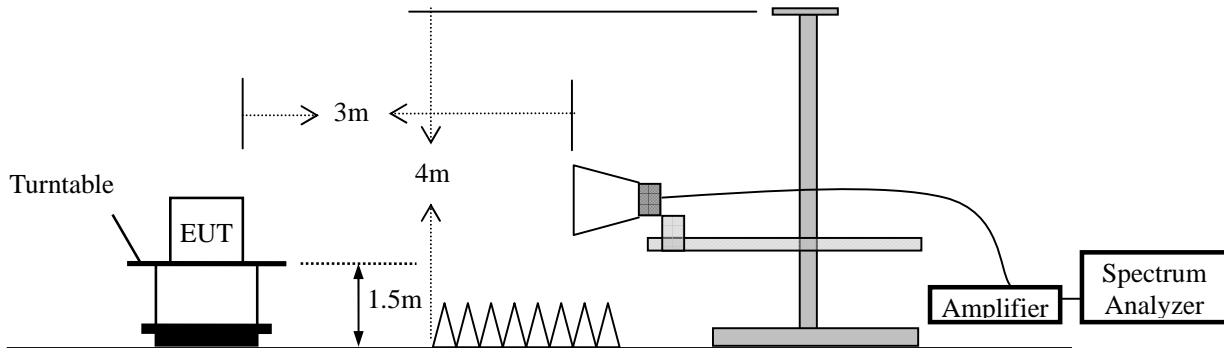 3m
4m
Turntable
EUT
1.5m
Amplifier
Spectrum
Analyzer